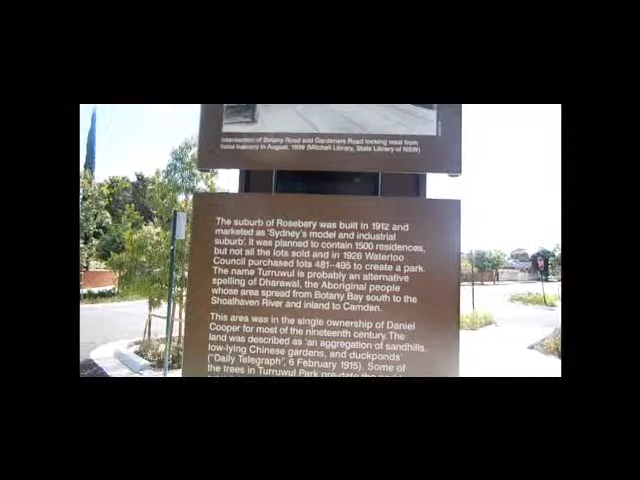 Intersection of Botany Road and Gardeners Road looking west from
hotel balcony in August, 1939 (Mitchell Library, State Library of NSW)
The suburb of Rosebery was built in 1912 and
marketed as 'Sydney's model and industrial
suburb'. It was planned to contain 1500 residences,
but not all the lots sold and in 1926 Waterloo
Council purchased lots 481–495 to create a park.
The name Turruwul is probably an alternative
spelling of Dharawal, the Aboriginal people
whose area spread from Botany Bay south to the
Shoalhaven River and inland to Camden.
This area was in the single ownership of Daniel
Cooper for most of the nineteenth century. The
land was described as 'an aggregation of sandhills,
low-lying Chinese gardens, and duckponds'
("Daily Telegraph", 6 February 1915). Some of
the trees in Turruwul Park pre-date the